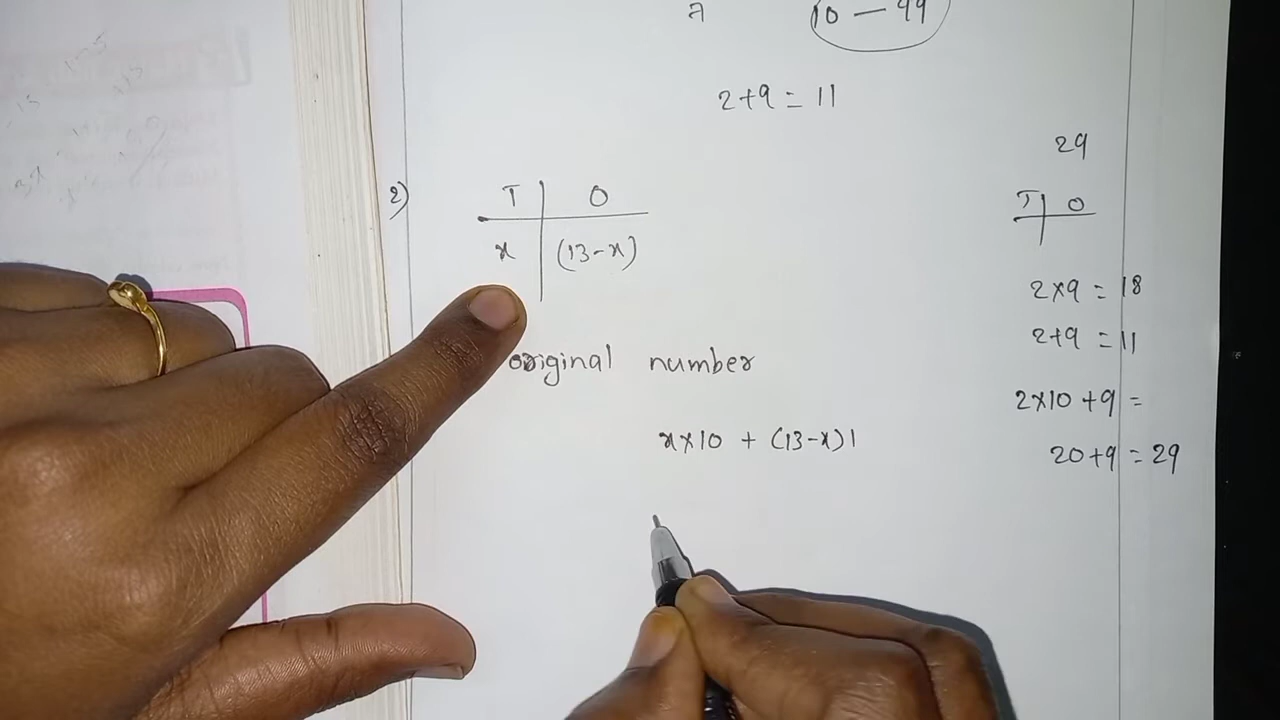 10 — 99
2+9 = 11
29
2) T | O
T | O
x | (13-x)
2×9 = 18
2+9 = 11
original number
2×10 +9 =
x×10 + (13-x)1
20+9 = 29